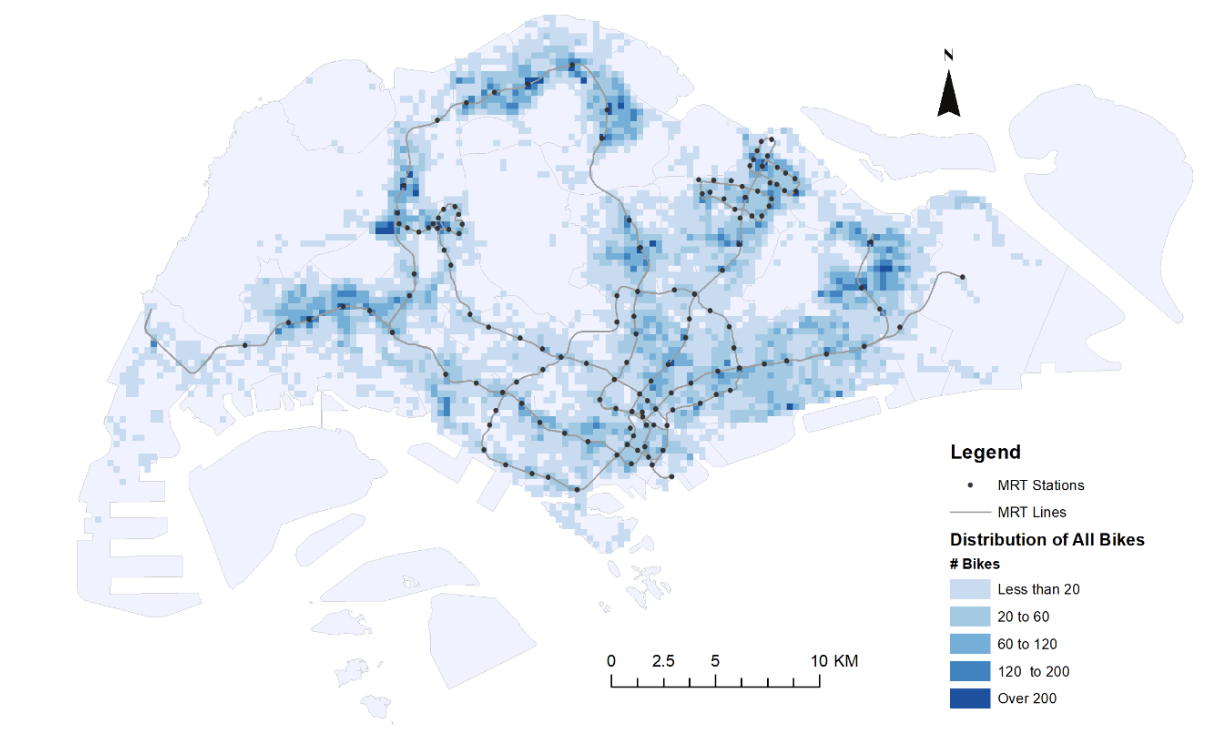 N
Legend
MRT Stations
MRT Lines
Distribution of All Bikes
# Bikes
Less than 20
20 to 60
60 to 120
120 to 200
Over 200
0 2.5 5 10 KM